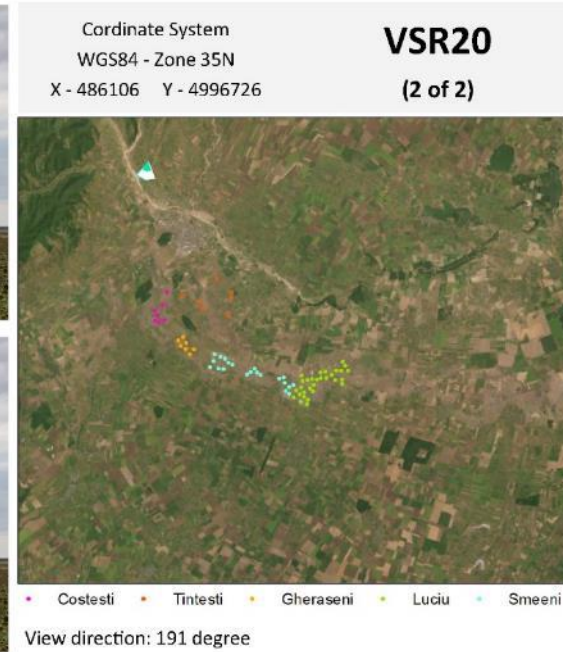 Cordinate System
WGS84 - Zone 35N
X - 486106 Y - 4996726
VSR20
(2 of 2)
Costesti Tintesti Gheraseni Luciu Smeeni
View direction: 191 degree